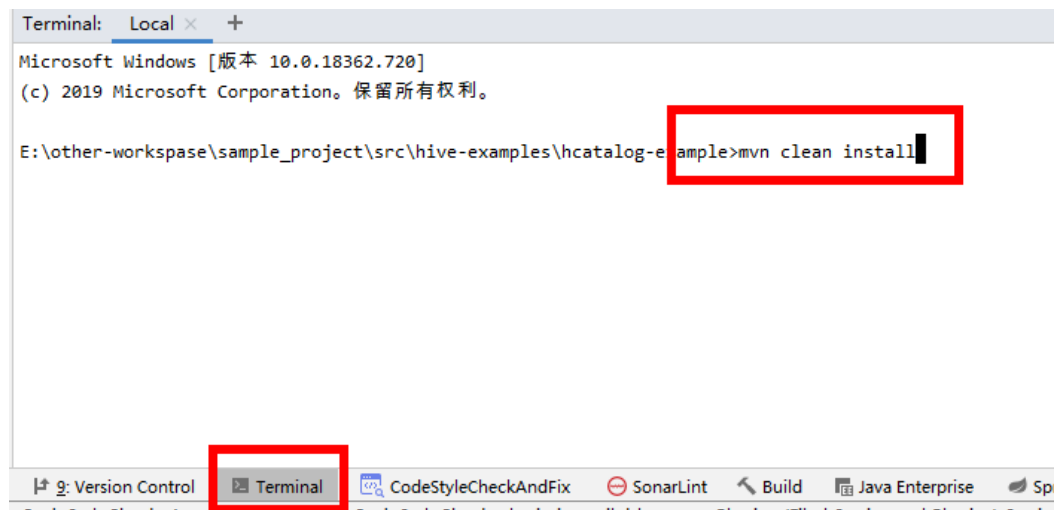 Terminal: Local × +
Microsoft Windows [版本 10.0.18362.720]
(c) 2019 Microsoft Corporation。保留所有权利。
E:\other-workspase\sample_project\src\hive-examples\hcatalog-example>mvn clean install
9: Version Control Terminal CodeStyleCheckAndFix SonarLint Build Java Enterprise